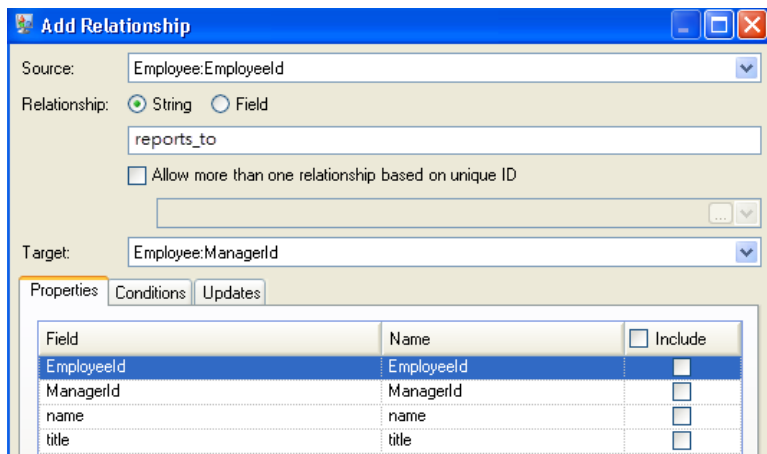 Add Relationship
Source: Employee:EmployeeId
Relationship: String Field
reports_to
Allow more than one relationship based on unique ID
...
Target: Employee:ManagerId
Properties Conditions Updates
Field Name Include
EmployeeId EmployeeId
ManagerId ManagerId
name name
title title